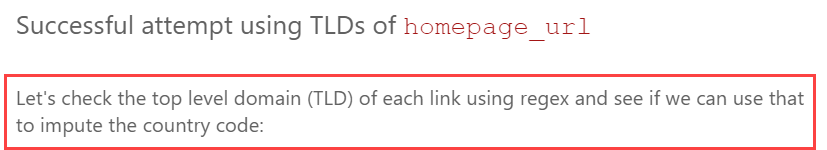 Successful attempt using TLDs of homepage_url
Let's check the top level domain (TLD) of each link using regex and see if we can use that
to impute the country code: